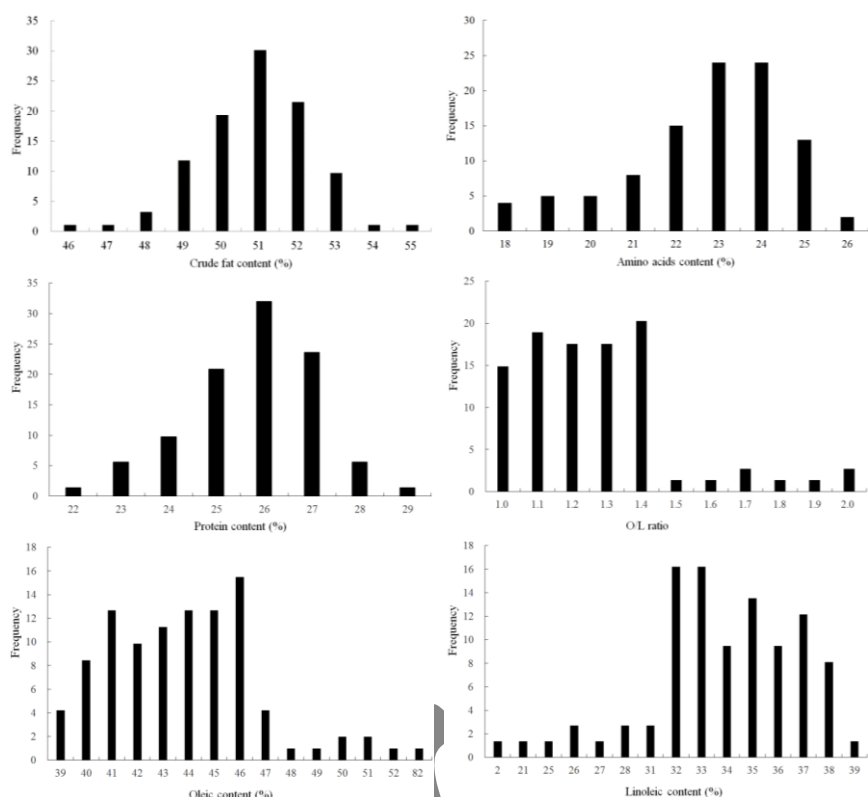 35
30
25
20
15
10
5
0
Frequency
46 47 48 49 50 51 52 53 54 55
Crude fat content (%)
30
25
20
15
10
5
0
Frequency
18 19 20 21 22 23 24 25 26
Amino acids content (%)
35
30
25
20
15
10
5
0
Frequency
22 23 24 25 26 27 28 29
Protein content (%)
25
20
15
10
5
0
Frequency
1.0 1.1 1.2 1.3 1.4 1.5 1.6 1.7 1.8 1.9 2.0
O/L ratio
18
16
14
12
10
8
6
4
2
0
Frequency
39 40 41 42 43 44 45 46 47 48 49 50 51 52 82
Oleic content (%)
18
16
14
12
10
8
6
4
2
0
Frequency
2 21 25 26 27 28 31 32 33 34 35 36 37 38 39
Linoleic content (%)